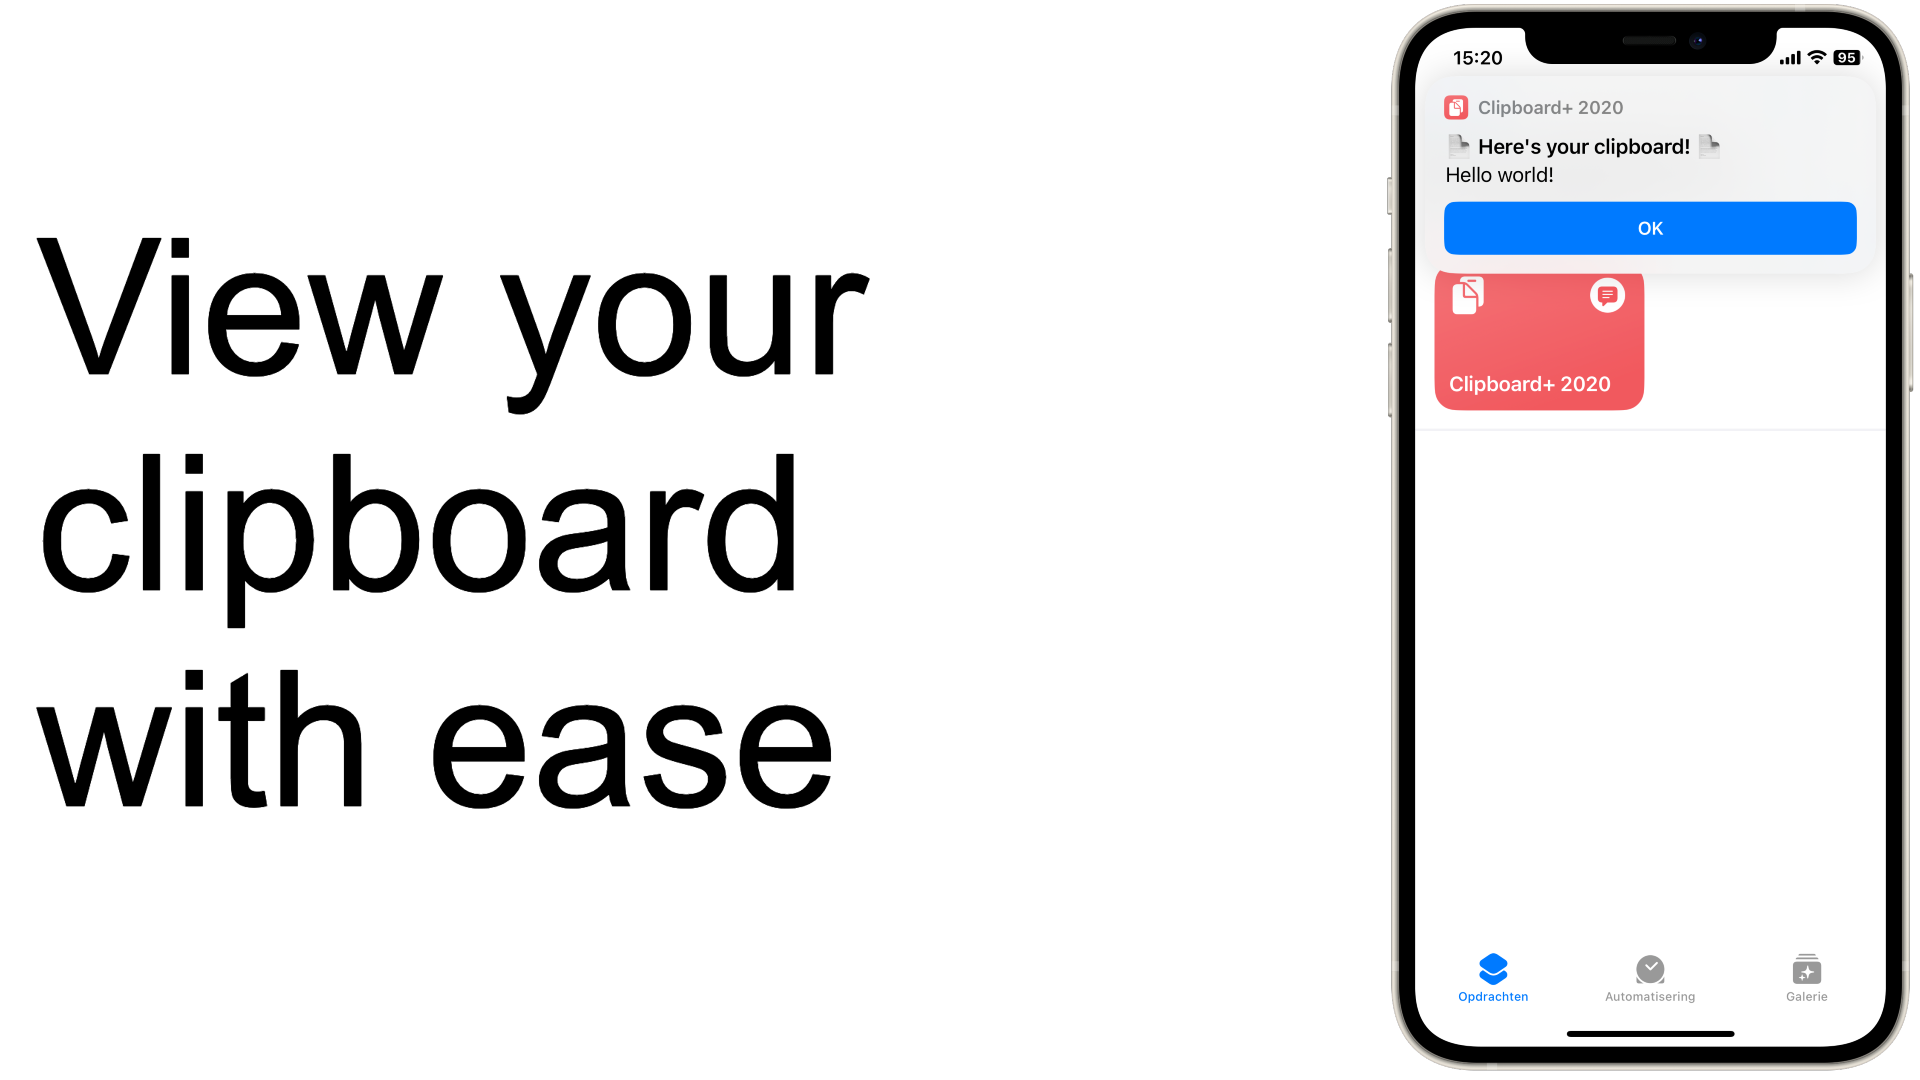 View your
clipboard
with ease
15:20
95
Clipboard+ 2020
Here's your clipboard!
Hello world!
OK
Clipboard+ 2020
Opdrachten
Automatisering
Galerie